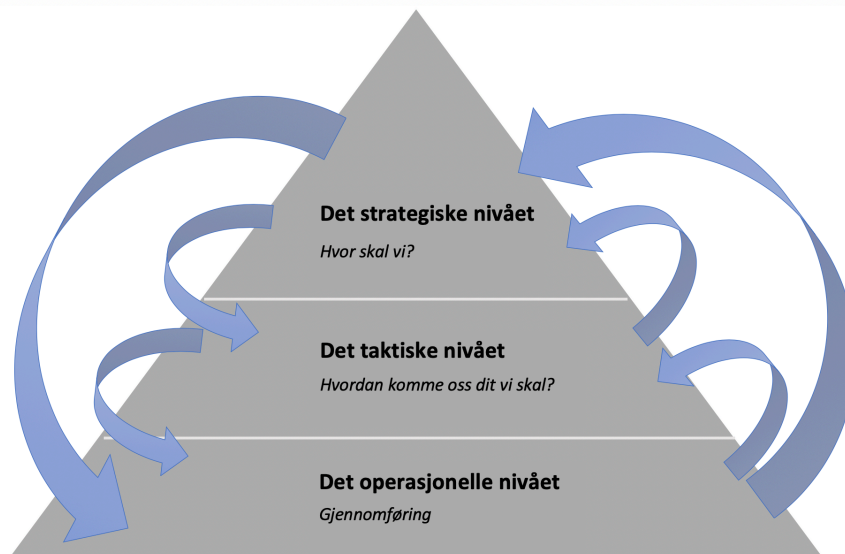 Det strategiske nivået
Hvor skal vi?
Det taktiske nivået
Hvordan komme oss dit vi skal?
Det operasjonelle nivået
Gjennomføring